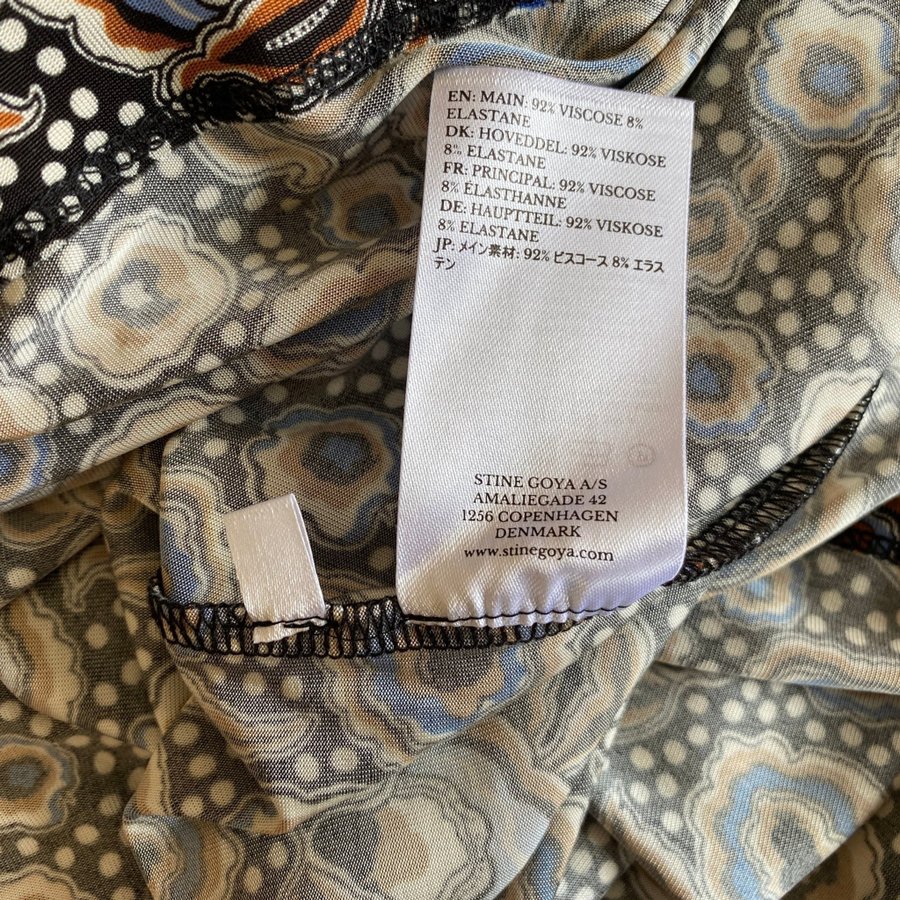 EN: MAIN: 92% VISCOSE 8%
ELASTANE
DK: HOVEDDEL: 92% VISKOSE
8% ELASTANE
FR: PRINCIPAL: 92% VISCOSE
8% ÉLASTHANNE
DE: HAUPTTEIL: 92% VISKOSE
8% ELASTANE
JP: メイン素材: 92% ビスコース 8% エラス
テン
STINE GOYA A/S
AMALIEGADE 42
1256 COPENHAGEN
DENMARK
www.stinegoya.com